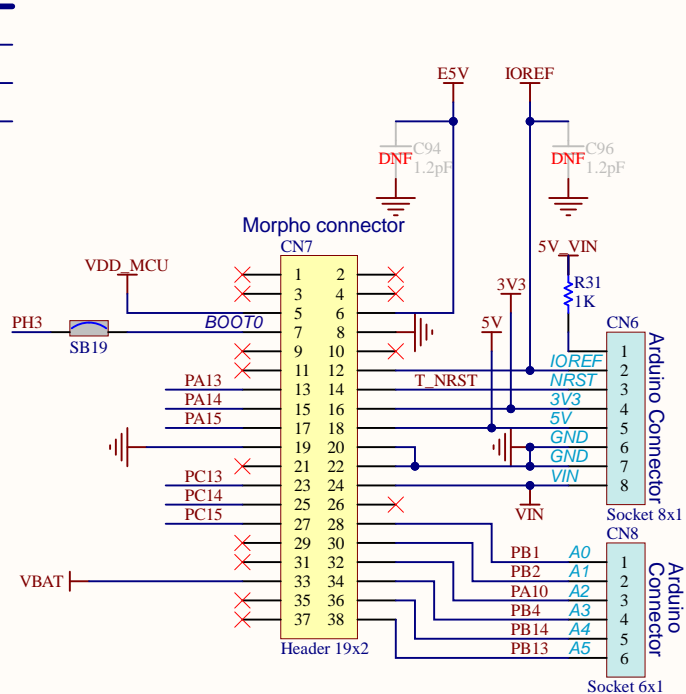 E5V IOREF
DNF C94 DNF C96
1.2pF 1.2pF
Morpho connector
CN7 5V_VIN
VDD_MCU 3V3 R31
1K
1 2
3 4
5 6
PH3 BOOT0 7 8 5V CN6
SB19
9 10 1
11 12 IOREF 2
PA13 13 14 T_NRST NRST 3
PA14 15 16 3V3 4
PA15 17 18 5V 5
19 20 GND 6
21 22 GND 7
PC13 23 24 VIN 8
PC14 25 26 VIN Socket 8x1
PC15 27 28
Arduino Connector
CN8
29 30 PB1 A0 1
31 32 PB2 A1 2
VBAT 33 34 PA10 A2 3
35 36 PB4 A3 4
37 38 PB14 A4 5
PB13 A5 6
Header 19x2
Socket 6x1
Arduino
Connector